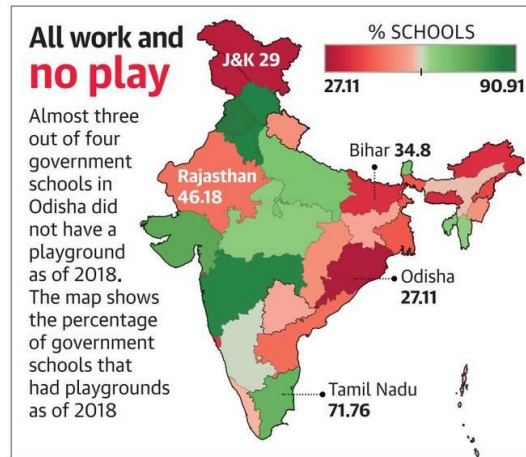 All work and
no play
Almost three
out of four
government
schools in
Odisha did
not have a
playground
as of 2018.
The map shows
the percentage
of government
schools that
had playgrounds
as of 2018
% SCHOOLS
27.11 90.91
J&K 29
Rajasthan
46.18
Bihar 34.8
Odisha
27.11
Tamil Nadu
71.76